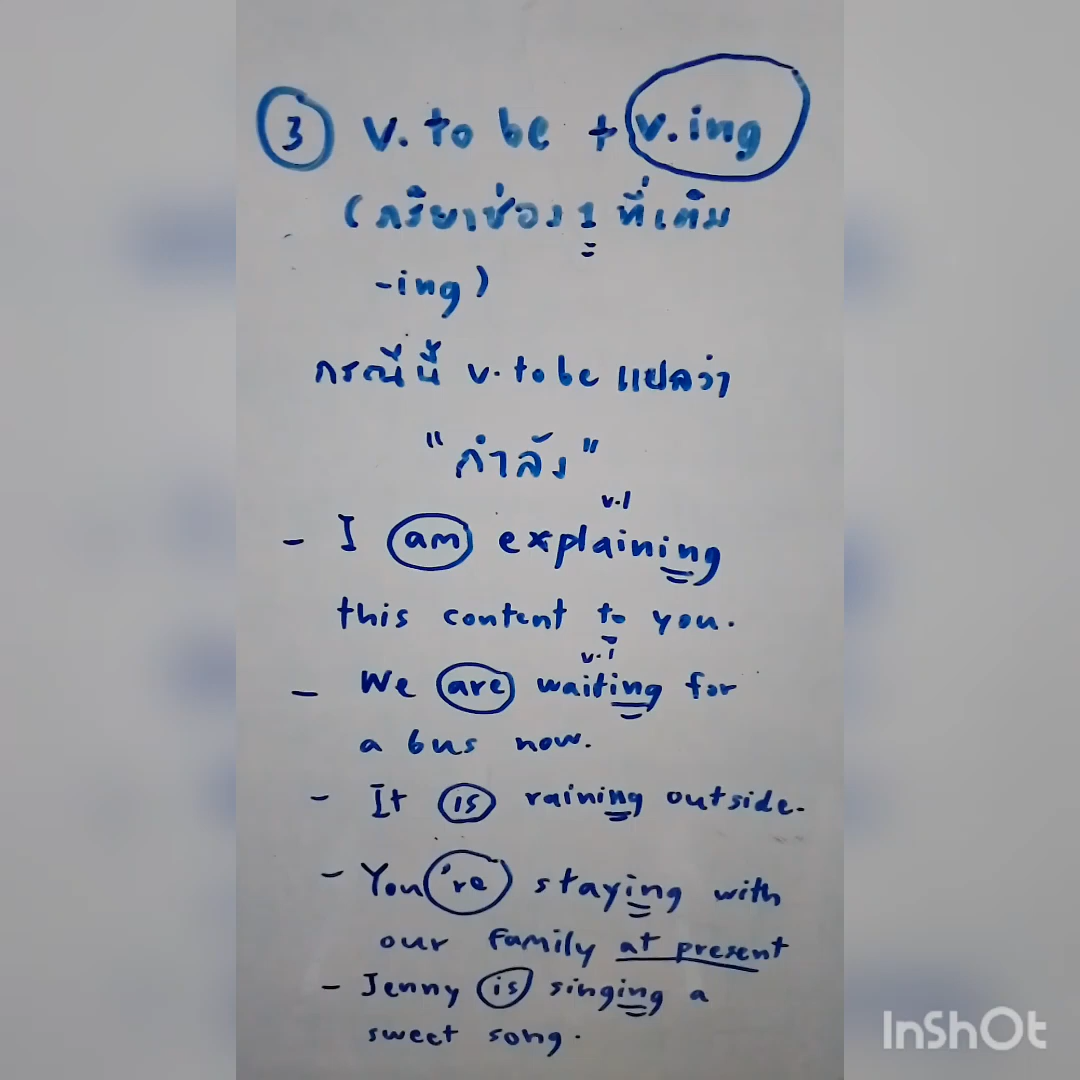 3 v. to be + v.ing
(กริยาช่อง 1 ที่เติม
-ing)
กรณีนี้ v. to be แปลว่า
"กำลัง"
v.1
- I am explaining
this content to you.
v.1
- We are waiting for
a bus now.
- It is raining outside.
- You're staying with
our family at present
- Jenny is singing a
sweet song.
InShOt